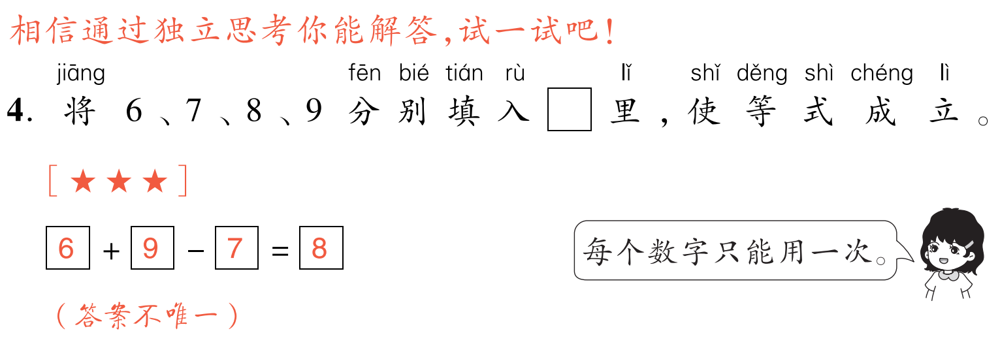 相信通过独立思考你能解答,试一试吧!
jiāng fēn bié tián rù lǐ shǐ děng shì chéng lì
4. 将 6、7、8、9 分别填入□里,使等式成立。
[★★★]
6 + 9 - 7 = 8
每个数字只能用一次。
(答案不唯一)